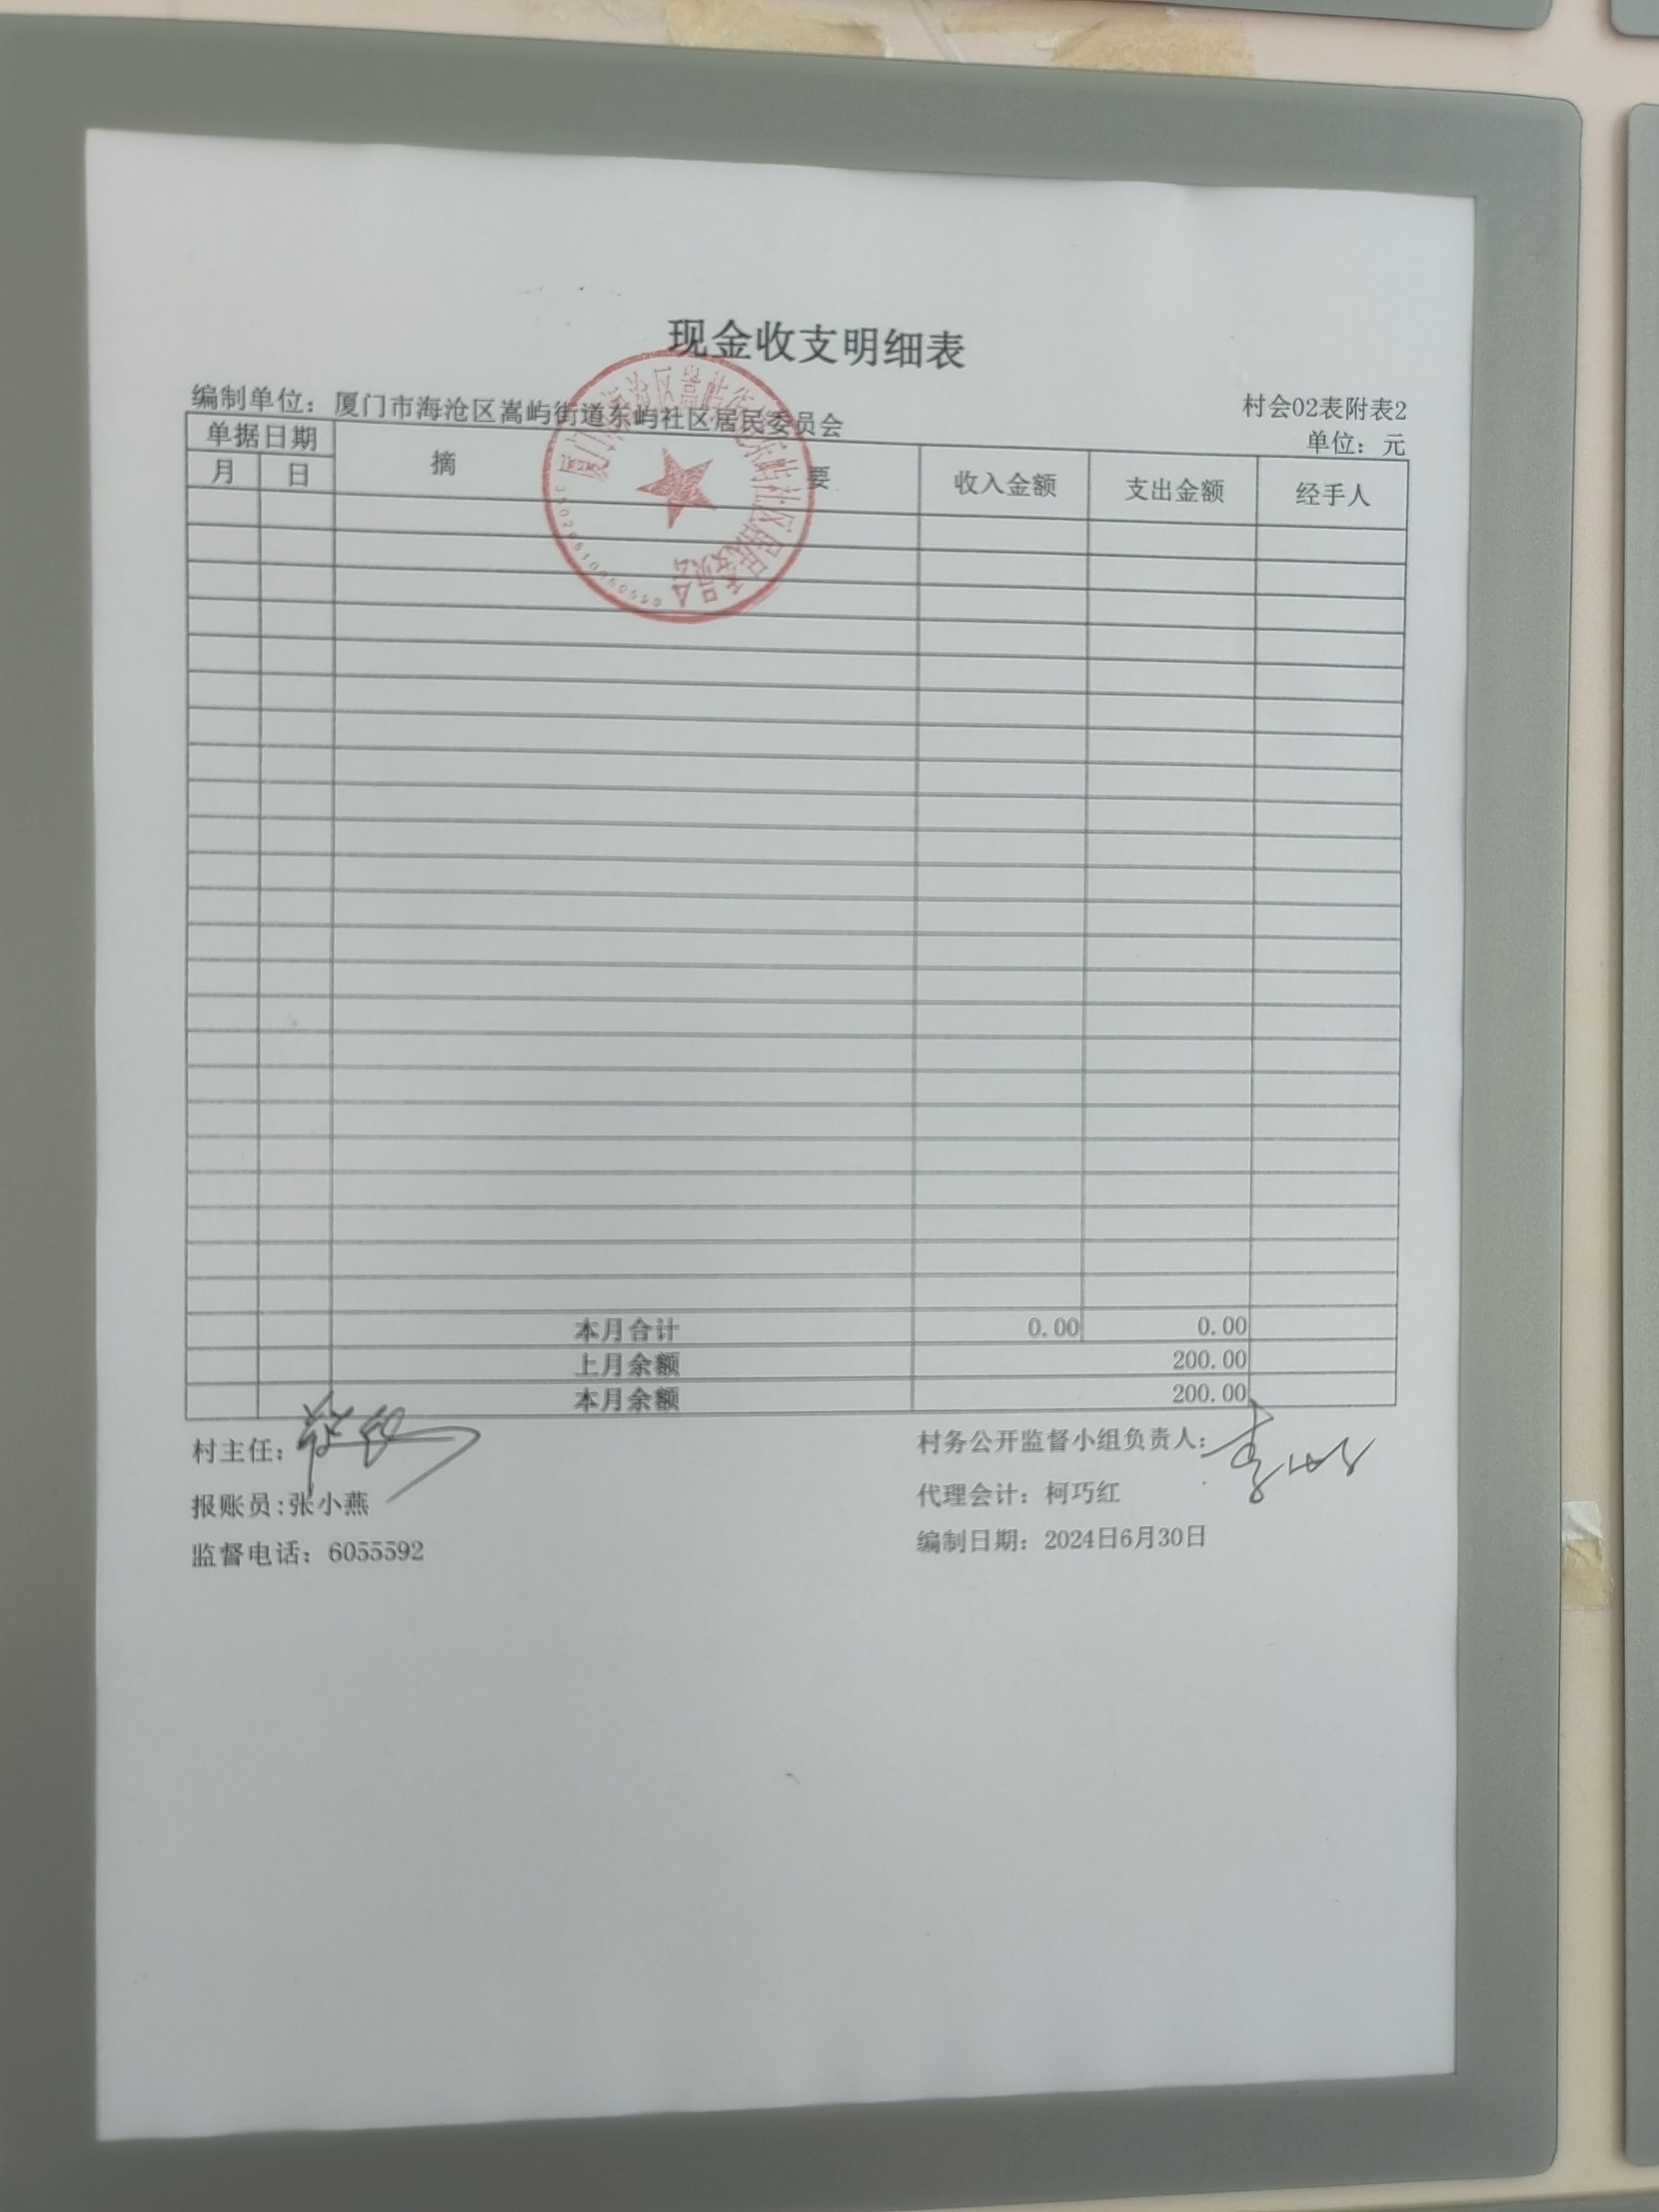 现金收支明细表
编制单位：厦门市海沧区嵩屿街道东屿社区居民委员会
村会02表附表2
单位：元
单据日期 摘 要 收入金额 支出金额 经手人
月 日
本月合计 0.00 0.00
上月余额 200.00
本月余额 200.00
村主任： 村务公开监督小组负责人：
报账员:张小燕 代理会计：柯巧红
监督电话：6055592 编制日期：2024日6月30日